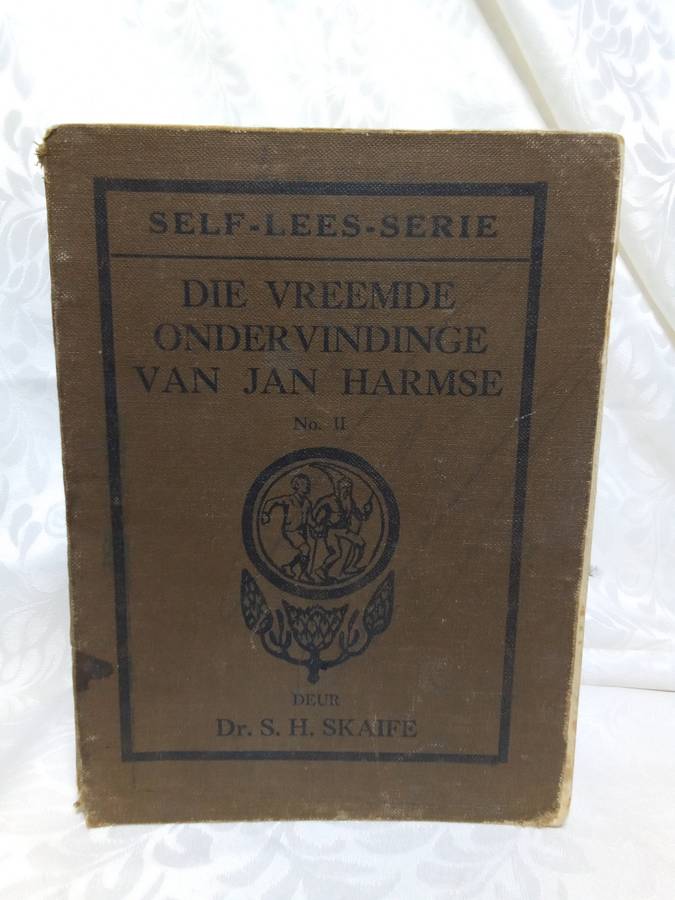 SELF-LEES-SERIE
DIE VREEMDE
ONDERVINDINGE
VAN JAN HARMSE
No. II
DEUR
Dr. S. H. SKAIFE